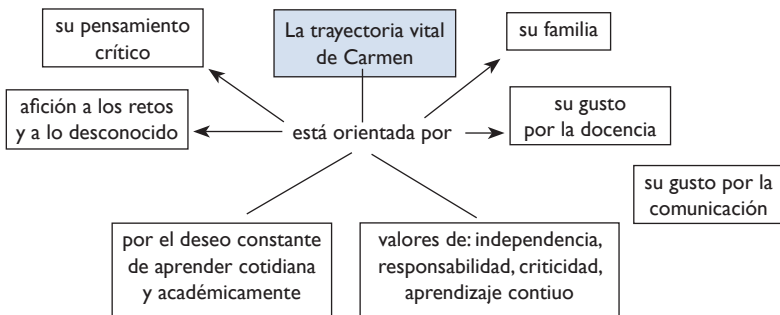 La trayectoria vital
de Carmen
su pensamiento
crítico
su familia
afición a los retos
y a lo desconocido
está orientada por
su gusto
por la docencia
su gusto por la
comunicación
por el deseo constante
de aprender cotidiana
y académicamente
valores de: independencia,
responsabilidad, criticidad,
aprendizaje contiuo